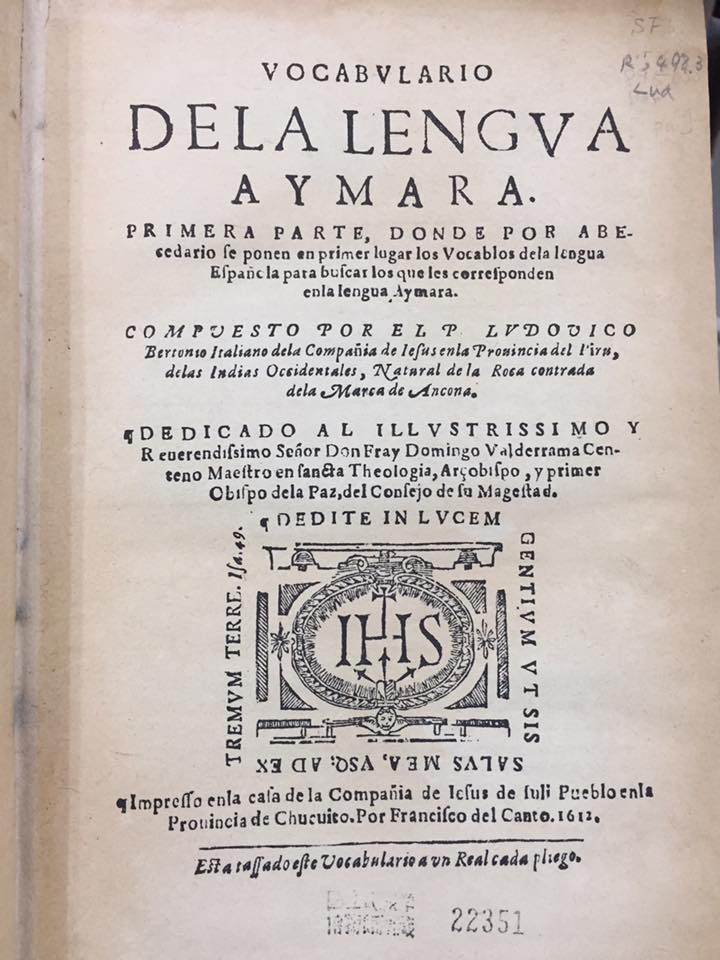 SF
R 498.3
Lud
VOCABVLARIO
DELA LENGVA
AYMARA.
PRIMERA PARTE, DONDE POR ABE-
cedario ſe ponen en primer lugar los Vocablos dela lengua
Eſpañola para buſcar los que les correſponden
enla lengua Aymara.
COMPVESTO POR EL P. LVDOVICO
Bertonio Italiano dela Compañia de Ieſus enla Prouincia del Piru,
delas Indias Occidentales, Natural de la Roca contrada
dela Marca de Ancona.
¶DEDICADO AL ILLVSTRISSIMO Y
Reuerendiſsimo Señor Don Fray Domingo Valderrama Cen-
teno Maeſtro en ſancta Theologia, Arçobiſpo, y primer
Obiſpo dela Paz, del Conſejo de ſu Mageſtad.
¶DEDITE IN LVCEM
GENTIVM VT SIS
SALVS MEA, VSQ; AD EX
TREMVM TERRE. Iſa. 49.
IHS
¶Impreſſo enla caſa de la Compañia de Ieſus de Iuli Pueblo enla
Prouincia de Chucuito. Por Franciſco del Canto. 1612.
Eſta taſſado eſte Vocabulario a vn Real cada pliego.
22351